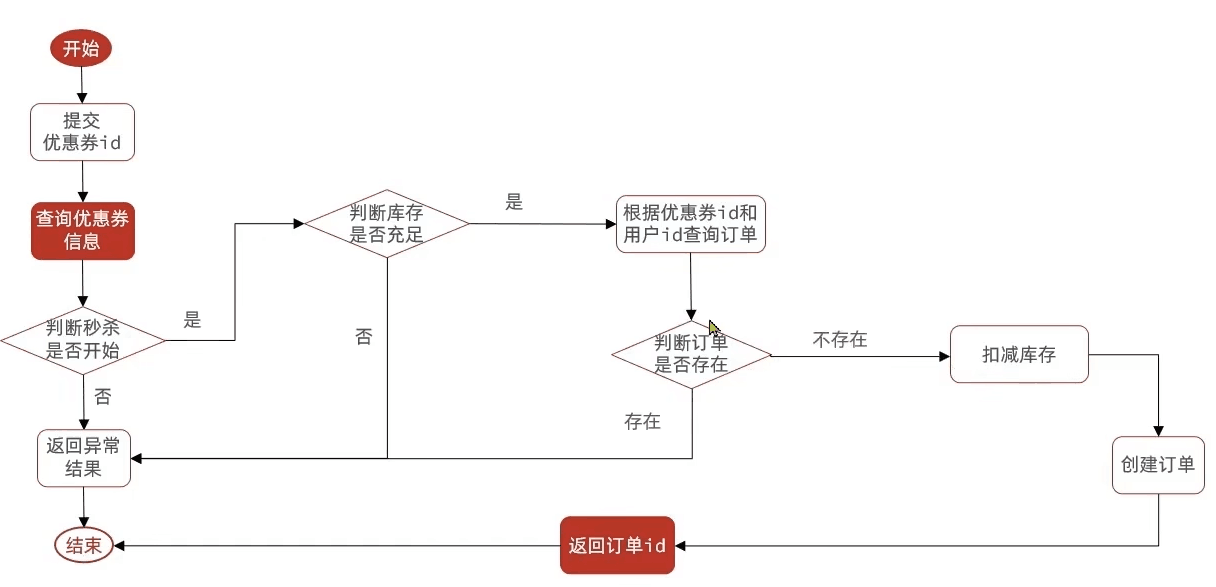 开始
提交
优惠券id
查询优惠券
信息
判断秒杀
是否开始
是
否
返回异常
结果
结束
判断库存
是否充足
是
否
根据优惠券id和
用户id查询订单
判断订单
是否存在
不存在
存在
扣减库存
创建订单
返回订单id